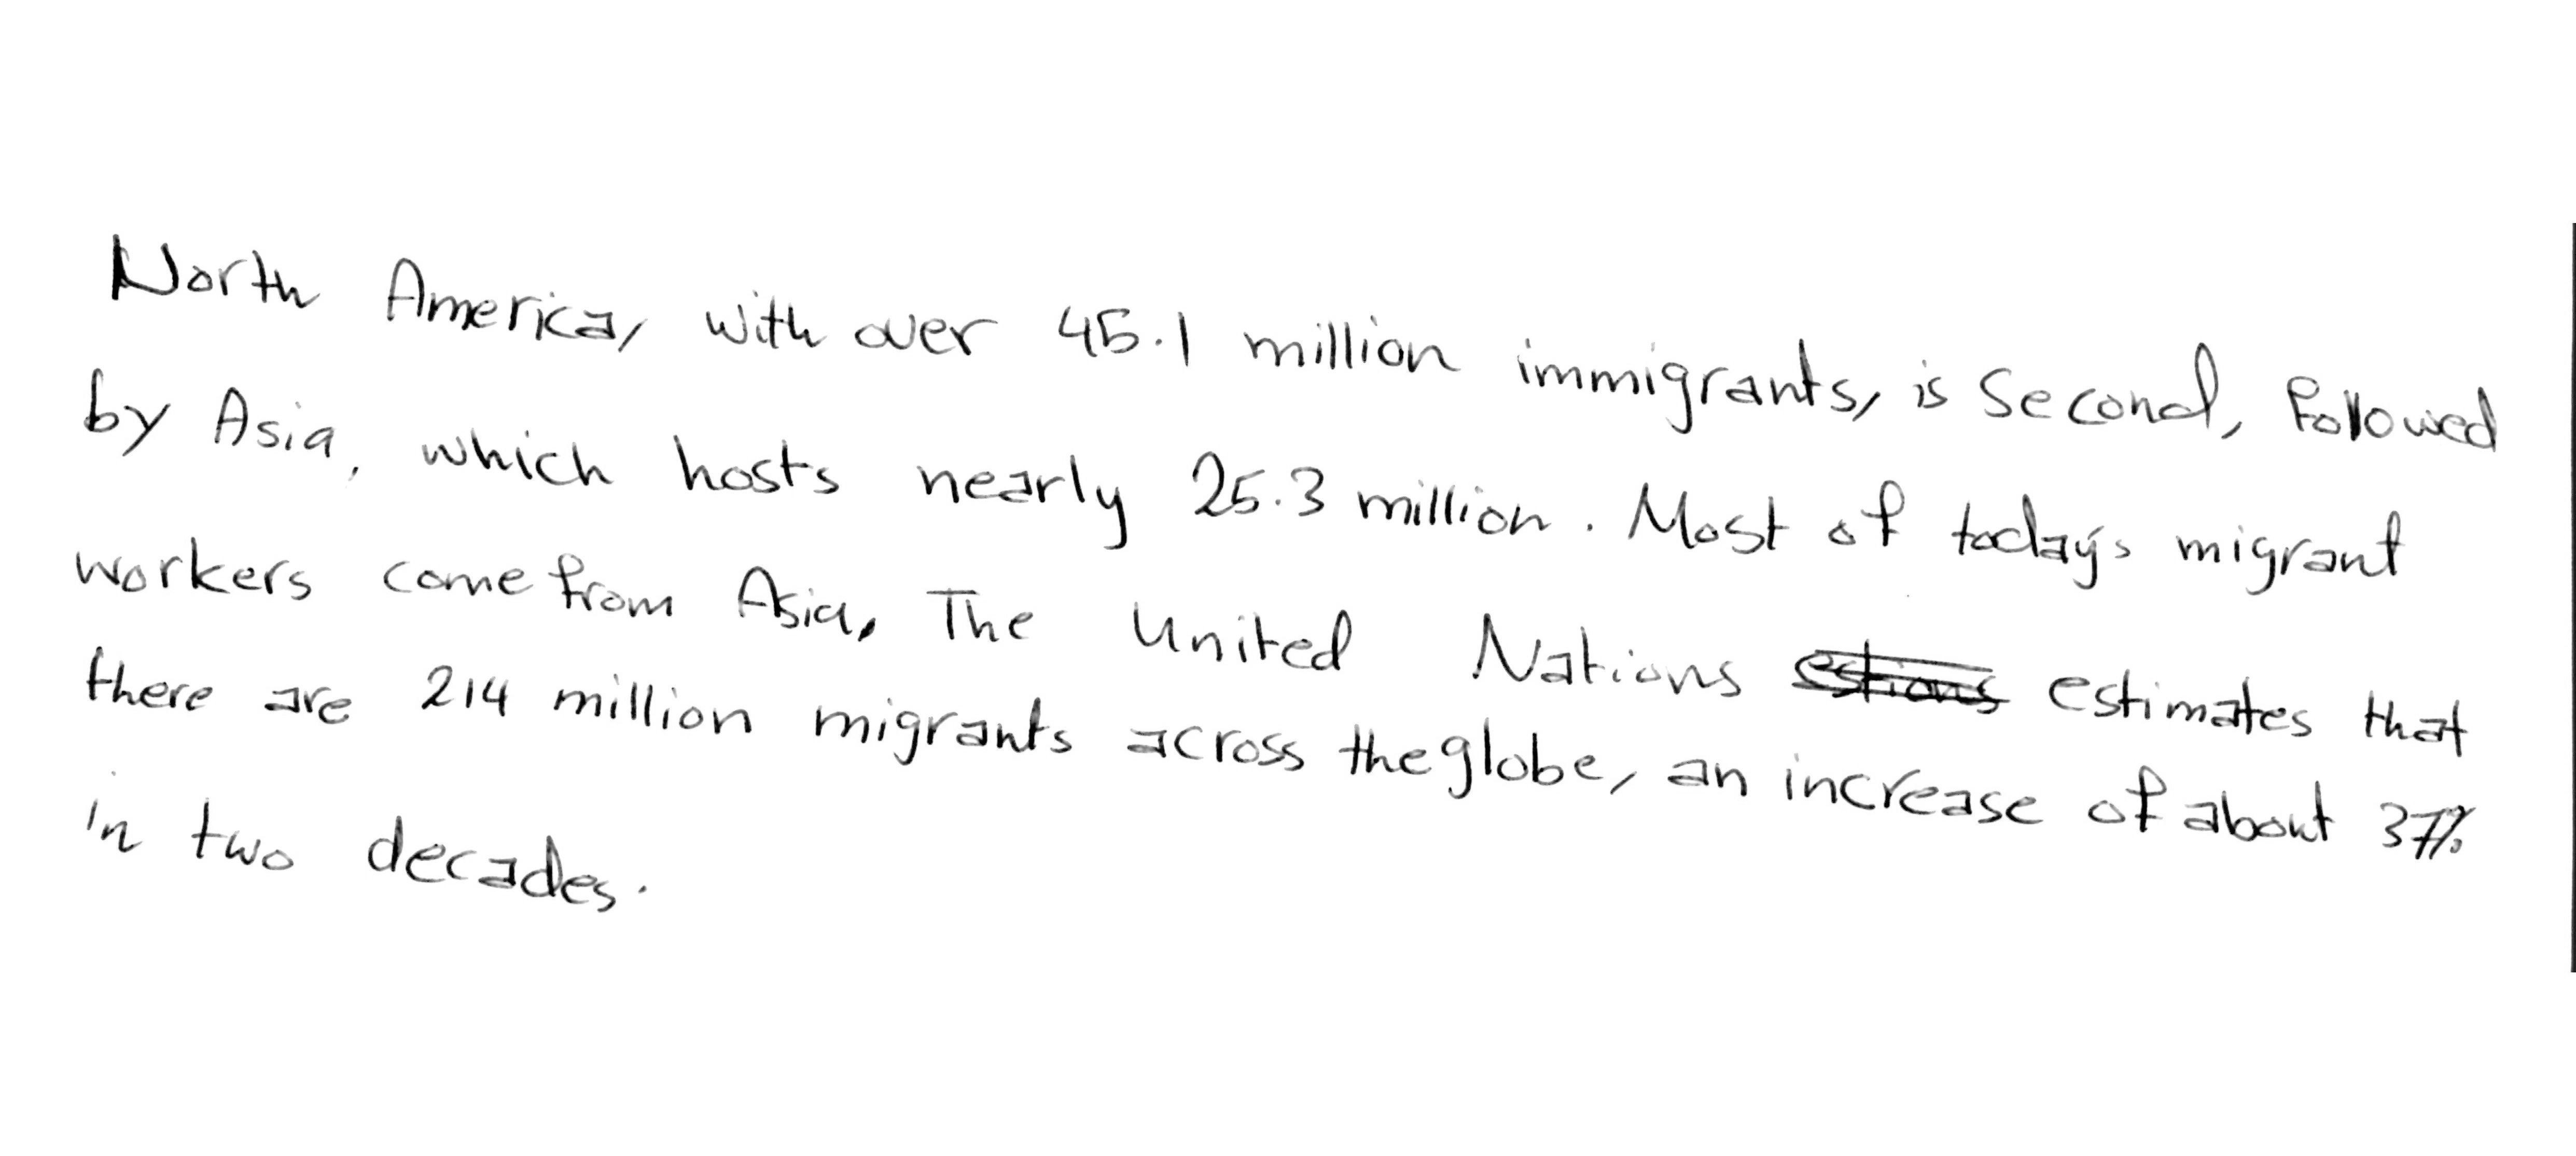 North America, with over 45.1 million immigrants, is Second, followed
by Asia, which hosts nearly 25.3 million. Most of today's migrant
workers come from Asia. The United Nations estimates that
there are 214 million migrants across the globe, an increase of about 37%
in two decades.